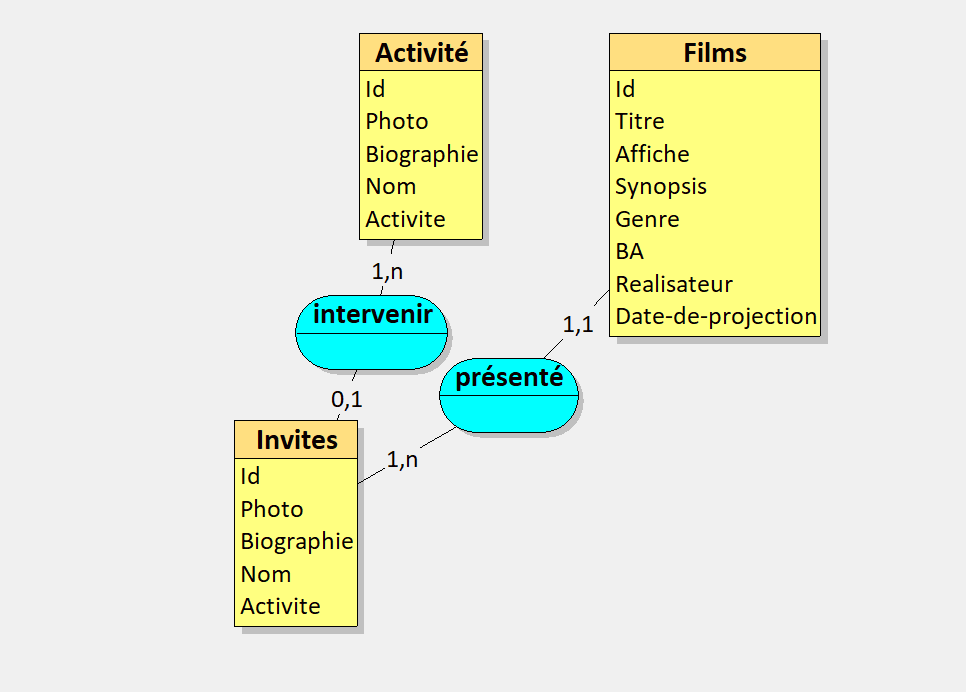 Activité
Id
Photo
Biographie
Nom
Activite
Films
Id
Titre
Affiche
Synopsis
Genre
BA
Realisateur
Date-de-projection
1,n
intervenir
0,1
1,1
présenté
1,n
Invites
Id
Photo
Biographie
Nom
Activite